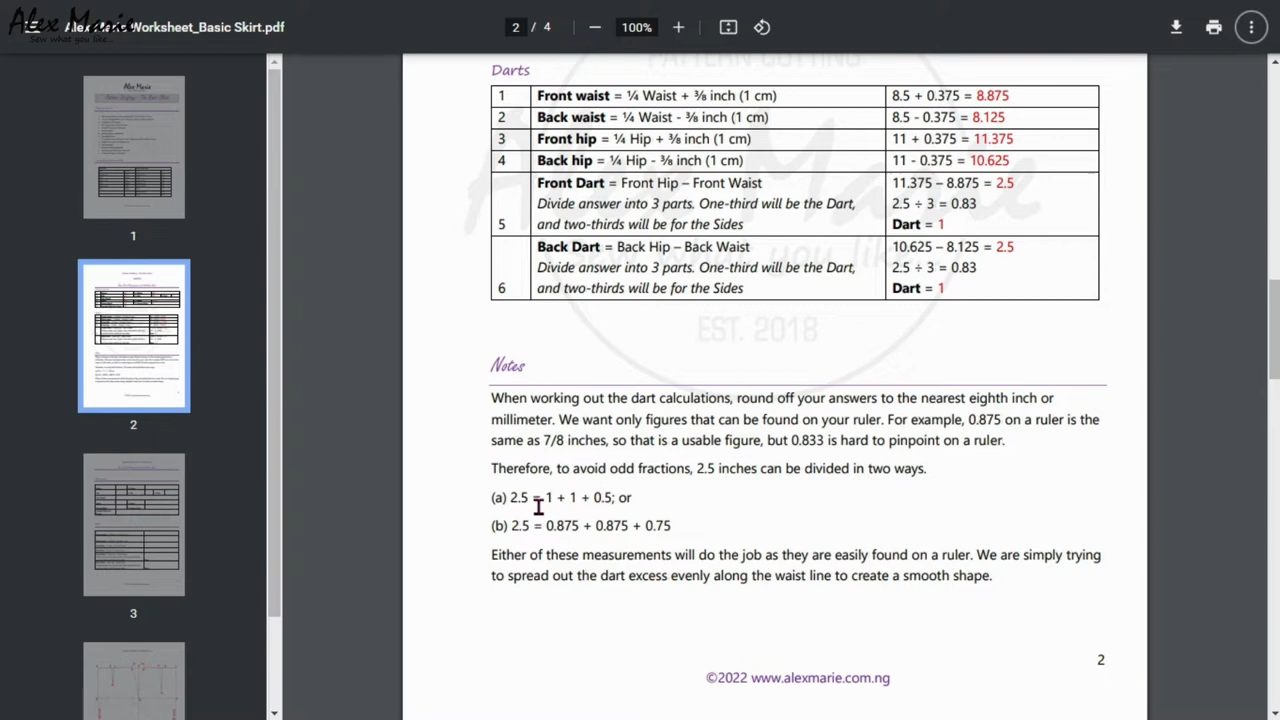 Alex Marie Worksheet_Basic Skirt.pdf
Sew what you like...
2 / 4
100%
1
2
3
Darts
1 Front waist = ¼ Waist + ⅜ inch (1 cm) 8.5 + 0.375 = 8.875
2 Back waist = ¼ Waist - ⅜ inch (1 cm) 8.5 - 0.375 = 8.125
3 Front hip = ¼ Hip + ⅜ inch (1 cm) 11 + 0.375 = 11.375
4 Back hip = ¼ Hip - ⅜ inch (1 cm) 11 - 0.375 = 10.625
Front Dart = Front Hip – Front Waist 11.375 – 8.875 = 2.5
Divide answer into 3 parts. One-third will be the Dart, 2.5 ÷ 3 = 0.83
5 and two-thirds will be for the Sides Dart = 1
Back Dart = Back Hip – Back Waist 10.625 – 8.125 = 2.5
Divide answer into 3 parts. One-third will be the Dart, 2.5 ÷ 3 = 0.83
6 and two-thirds will be for the Sides Dart = 1
PATTERN CUTTING
Alex Marie
Sew what you like...
EST. 2018
Notes
When working out the dart calculations, round off your answers to the nearest eighth inch or
millimeter. We want only figures that can be found on your ruler. For example, 0.875 on a ruler is the
same as 7/8 inches, so that is a usable figure, but 0.833 is hard to pinpoint on a ruler.
Therefore, to avoid odd fractions, 2.5 inches can be divided in two ways.
(a) 2.5 = 1 + 1 + 0.5; or
(b) 2.5 = 0.875 + 0.875 + 0.75
Either of these measurements will do the job as they are easily found on a ruler. We are simply trying
to spread out the dart excess evenly along the waist line to create a smooth shape.
2
©2022 www.alexmarie.com.ng